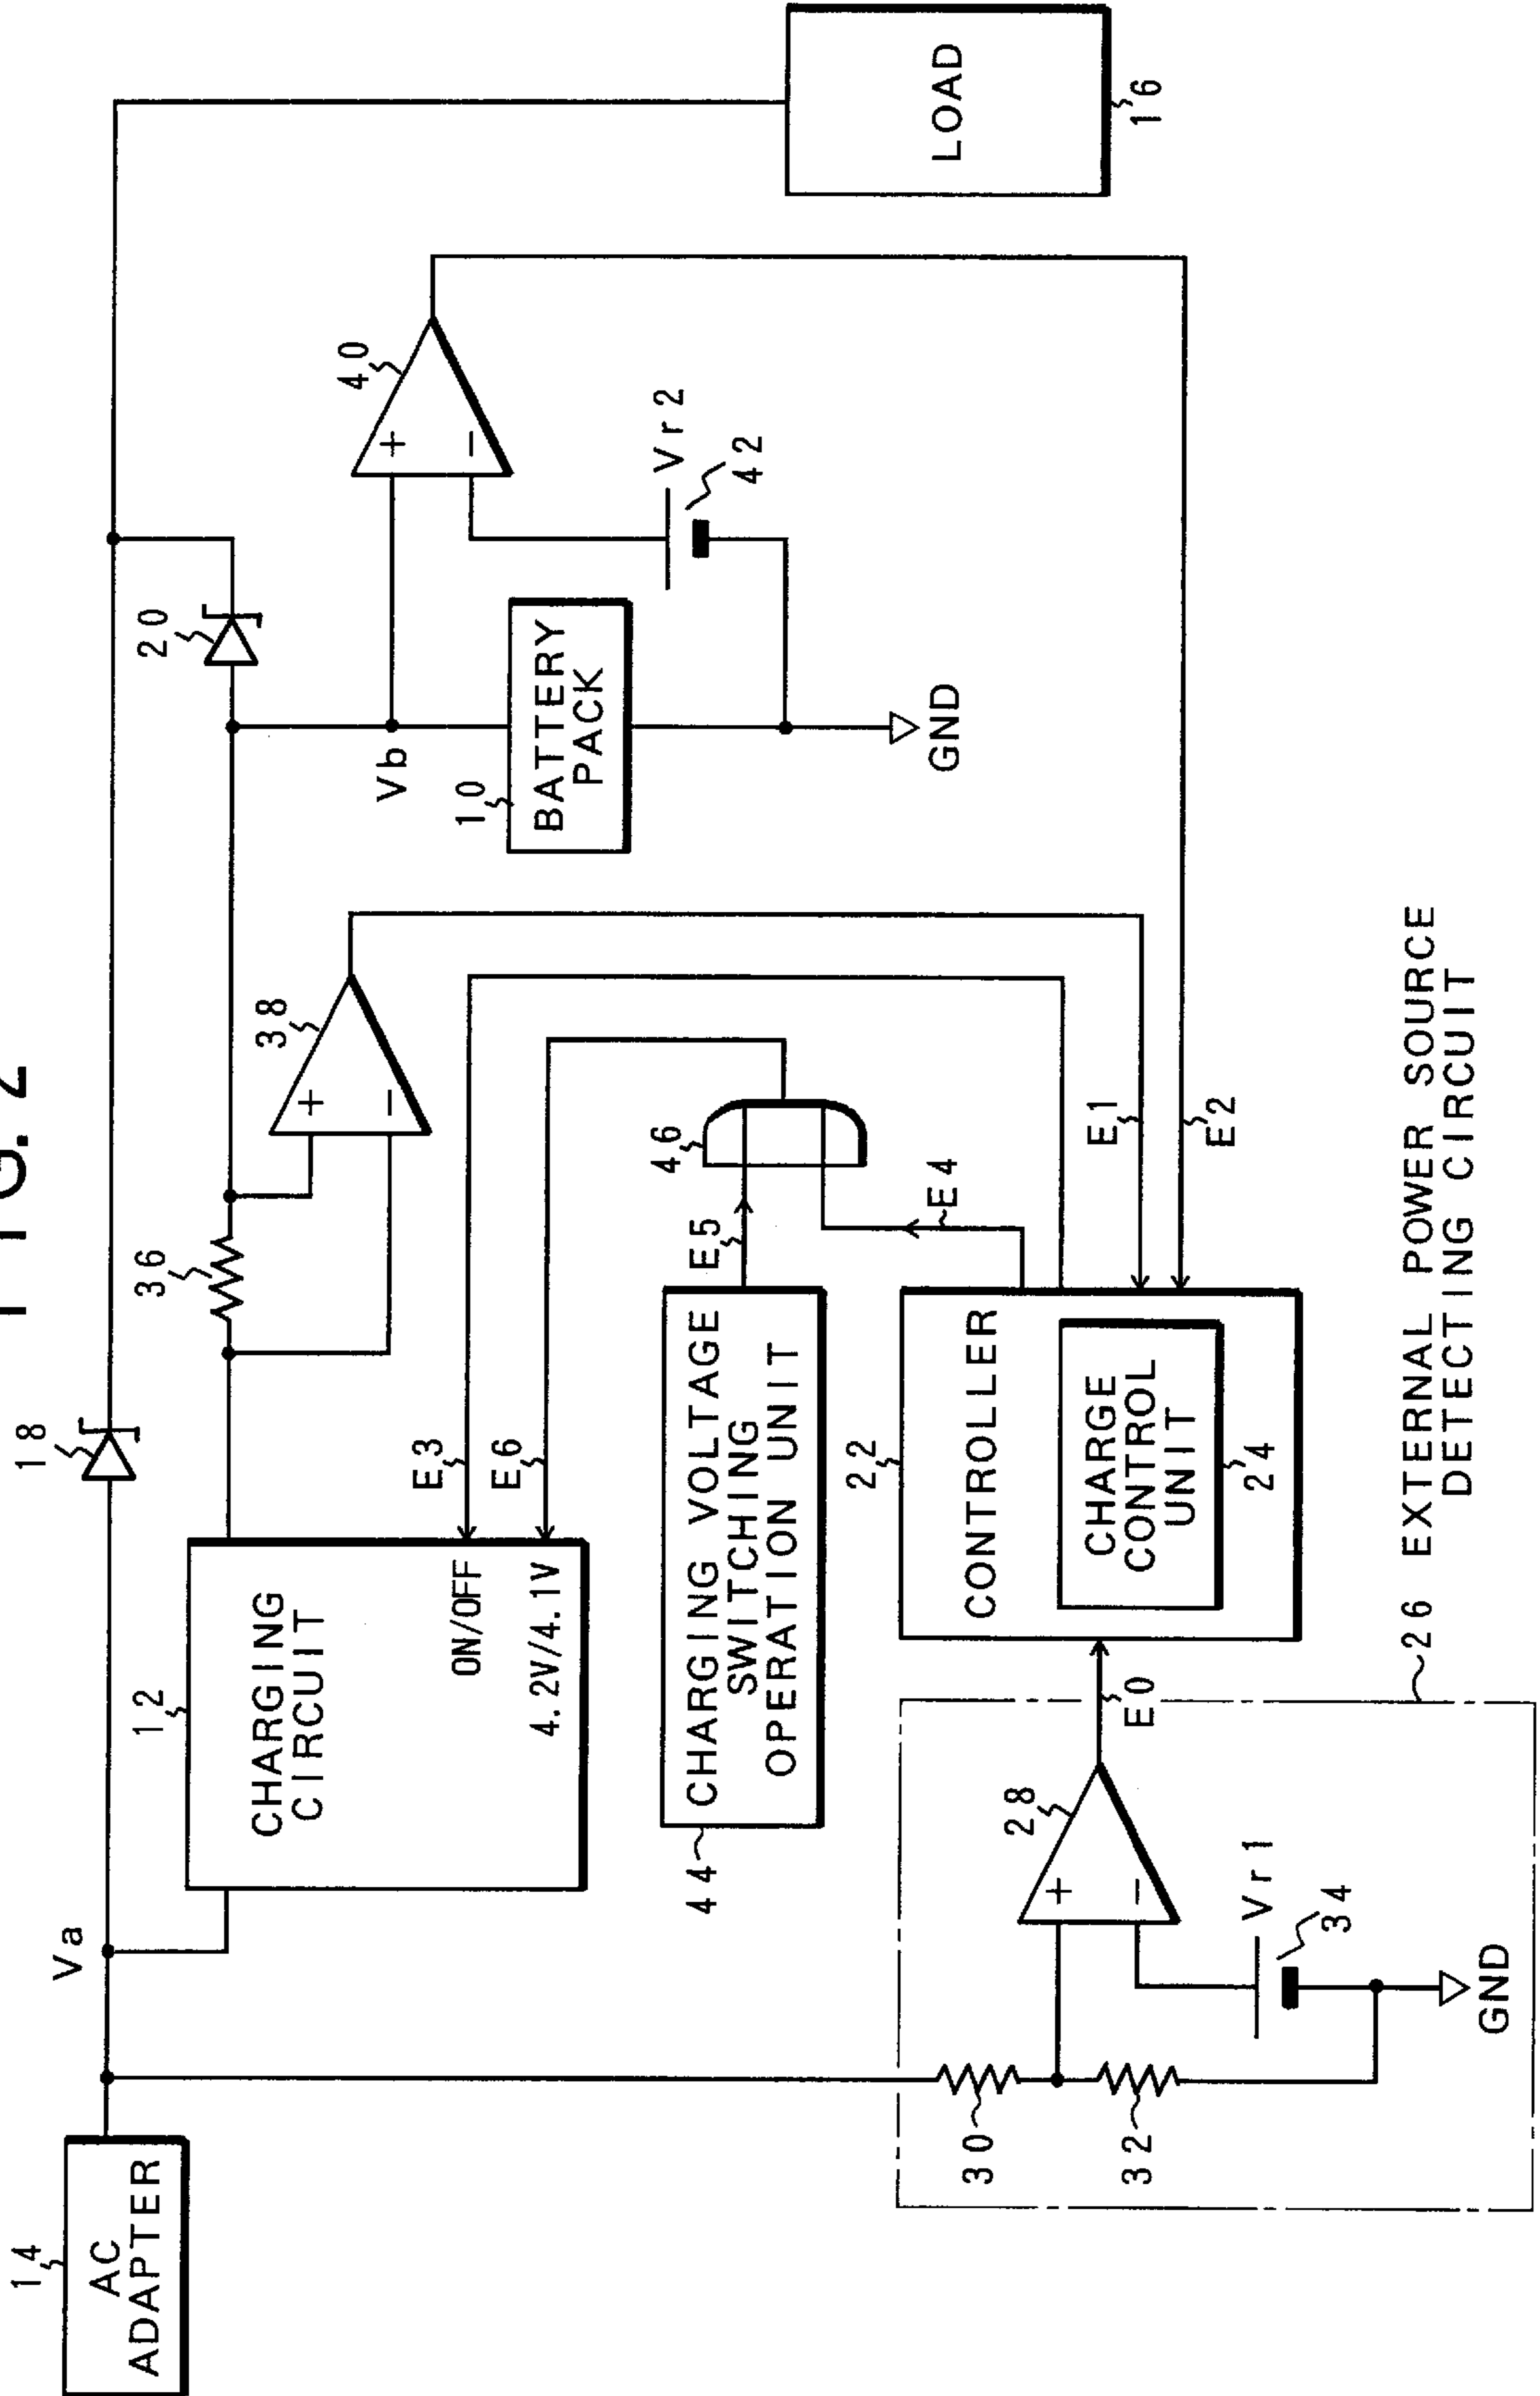 FIG. 2
14
AC
ADAPTER
Va
18
20
36
38
+
-
12
CHARGING
CIRCUIT
ON/OFF
4.2V/4.1V
E3
E6
Vb
10
BATTERY
PACK
GND
40
+
-
Vr2
42
LOAD
16
44
CHARGING VOLTAGE
SWITCHING
OPERATION UNIT
E5
46
E4
E1
E2
22
CONTROLLER
CHARGE
CONTROL
UNIT
24
E0
28
+
-
Vr1
34
30
32
GND
26 EXTERNAL POWER SOURCE
DETECTING CIRCUIT